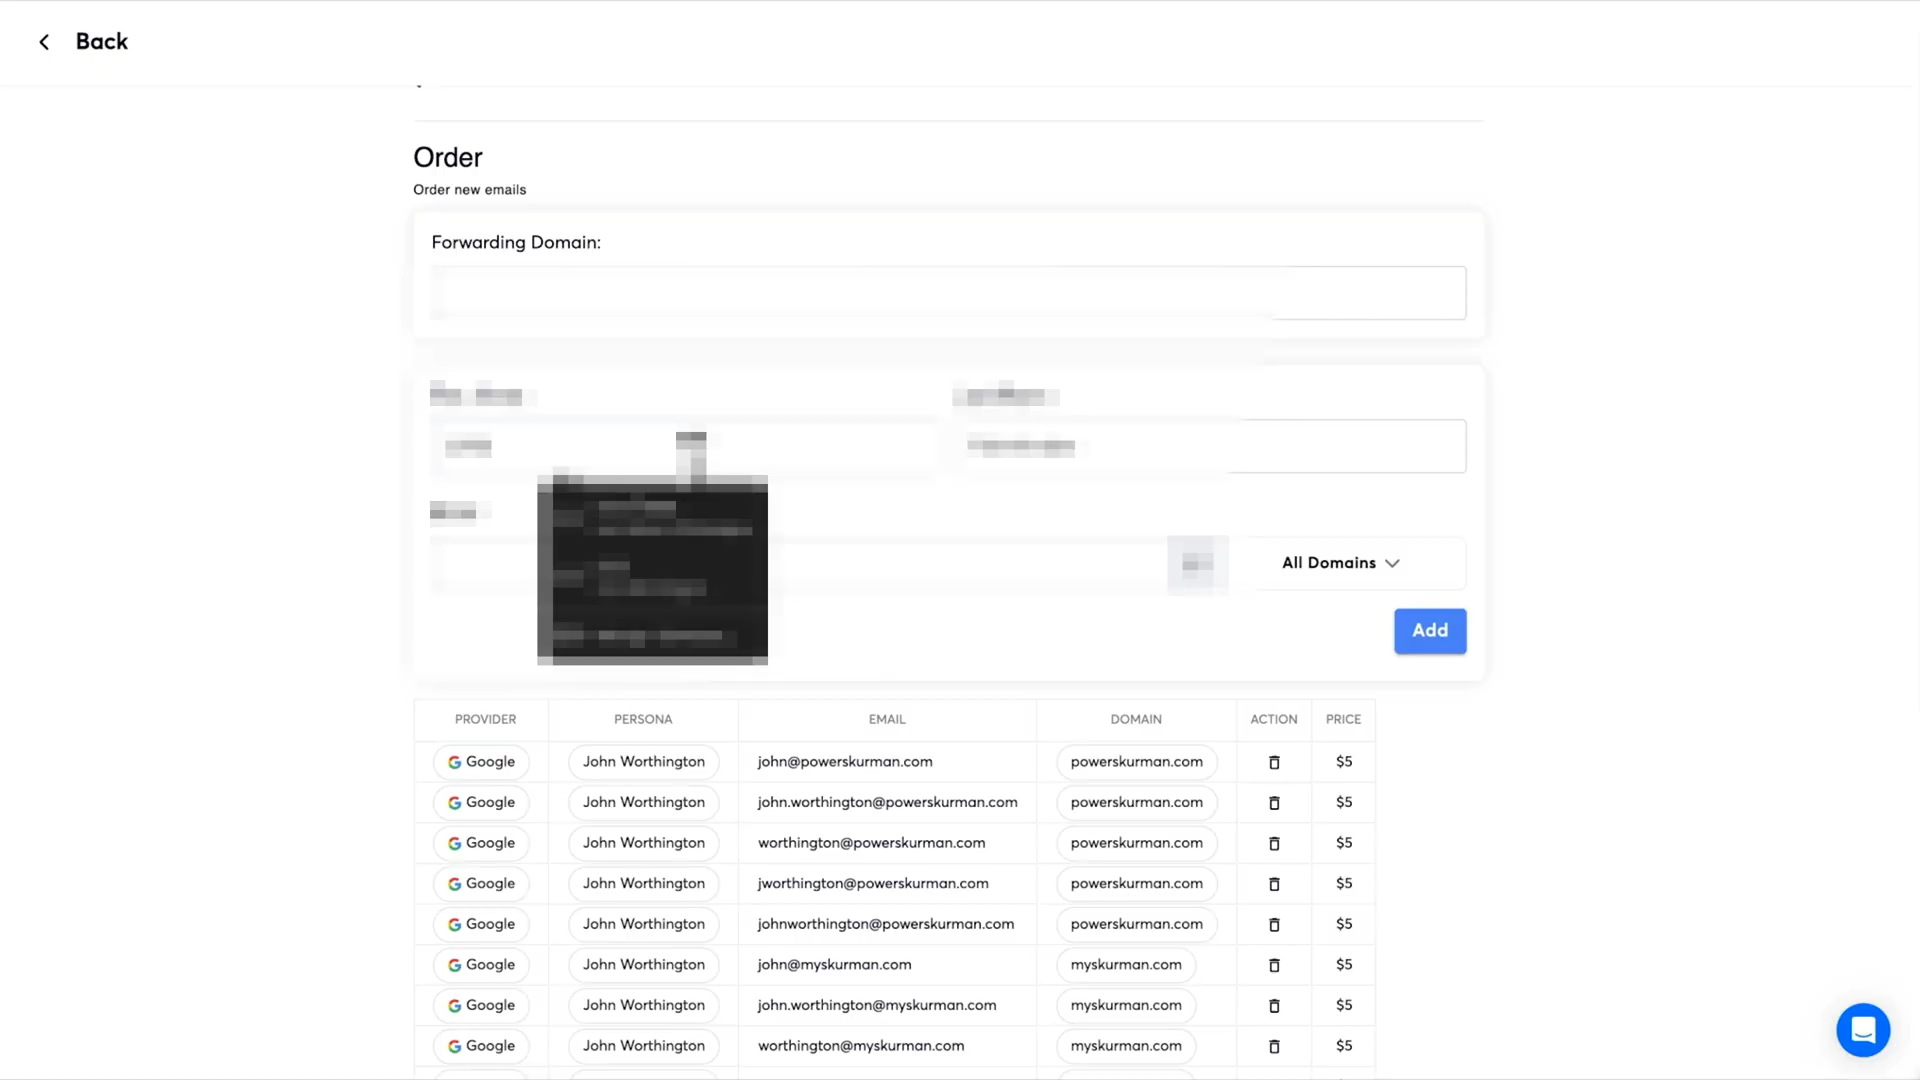 Back
Order
Order new emails
Forwarding Domain:
All Domains
Add
PROVIDER PERSONA EMAIL DOMAIN ACTION PRICE
Google John Worthington john@powerskurman.com powerskurman.com $5
Google John Worthington john.worthington@powerskurman.com powerskurman.com $5
Google John Worthington worthington@powerskurman.com powerskurman.com $5
Google John Worthington jworthington@powerskurman.com powerskurman.com $5
Google John Worthington johnworthington@powerskurman.com powerskurman.com $5
Google John Worthington john@myskurman.com myskurman.com $5
Google John Worthington john.worthington@myskurman.com myskurman.com $5
Google John Worthington worthington@myskurman.com myskurman.com $5